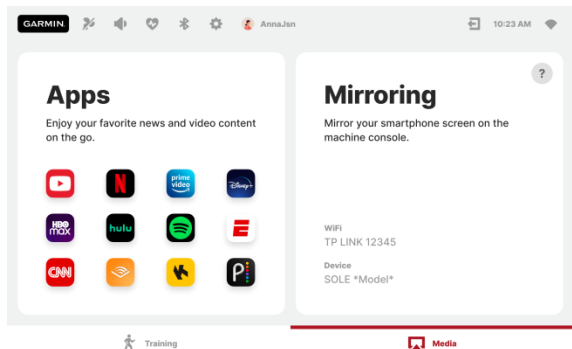 GARMIN.
AnnaJsn
10:23 AM
Apps
Enjoy your favorite news and video content
on the go.
N
prime
video
Disney+
HBO
max
hulu
E
CNN
P
Mirroring
?
Mirror your smartphone screen on the
machine console.
WiFi
TP LINK 12345
Device
SOLE *Model*
Training
Media